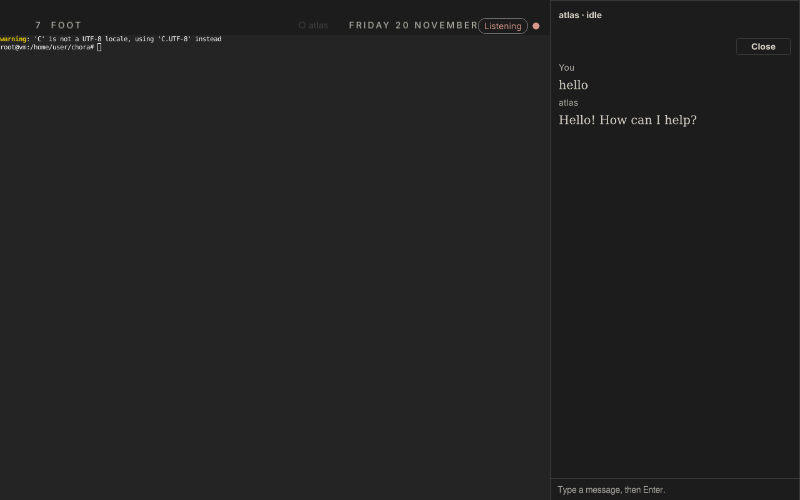 7 FOOT
atlas
FRIDAY 20 NOVEMBER
Listening
warning: 'C' is not a UTF-8 locale, using 'C.UTF-8' instead
root@vm:/home/user/chora#
atlas · idle
Close
You
hello
atlas
Hello! How can I help?
Type a message, then Enter.